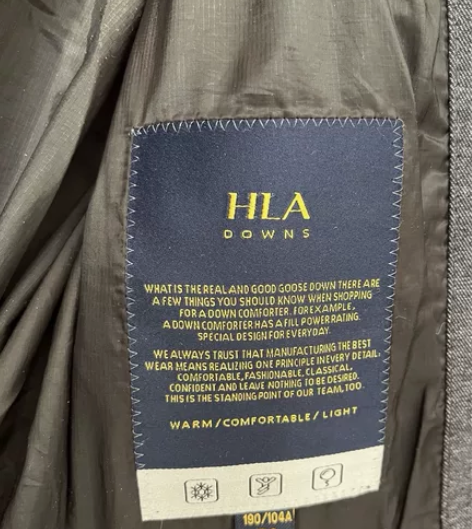 HLA
DOWNS
WHAT IS THE REAL AND GOOD GOOSE DOWN THERE ARE
A FEW THINGS YOU SHOULD KNOW WHEN SHOPPING
FOR A DOWN COMFORTER. FOR EXAMPLE,
A DOWN COMFORTER HAS A FILL POWER RATING.
SPECIAL DESIGN FOR EVERYDAY.
WE ALWAYS TRUST THAT MANUFACTURING THE BEST
WEAR MEANS REALIZING ONE PRINCIPLE IN EVERY DETAIL,
COMFORTABLE, FASHIONABLE, CLASSICAL,
CONFIDENT AND LEAVE NOTHING TO BE DESIRED.
THIS IS THE STANDING POINT OF OUR TEAM, TOO
WARM/COMFORTABLE/LIGHT
190/104A